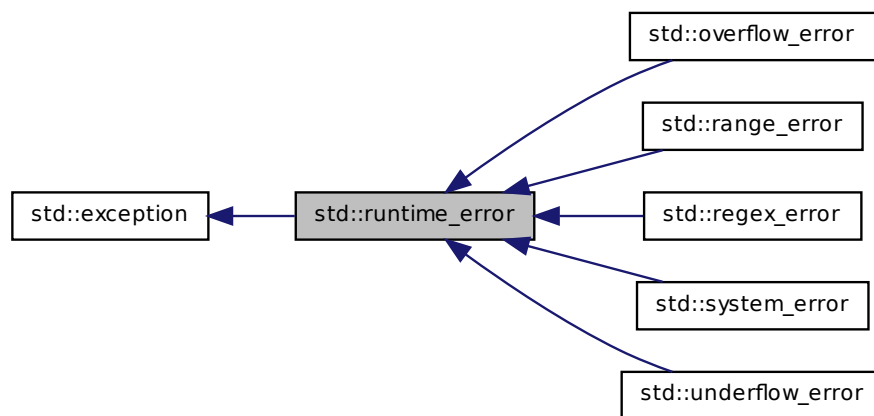 std::overflow_error
std::range_error
std::exception
std::runtime_error
std::regex_error
std::system_error
std::underflow_error